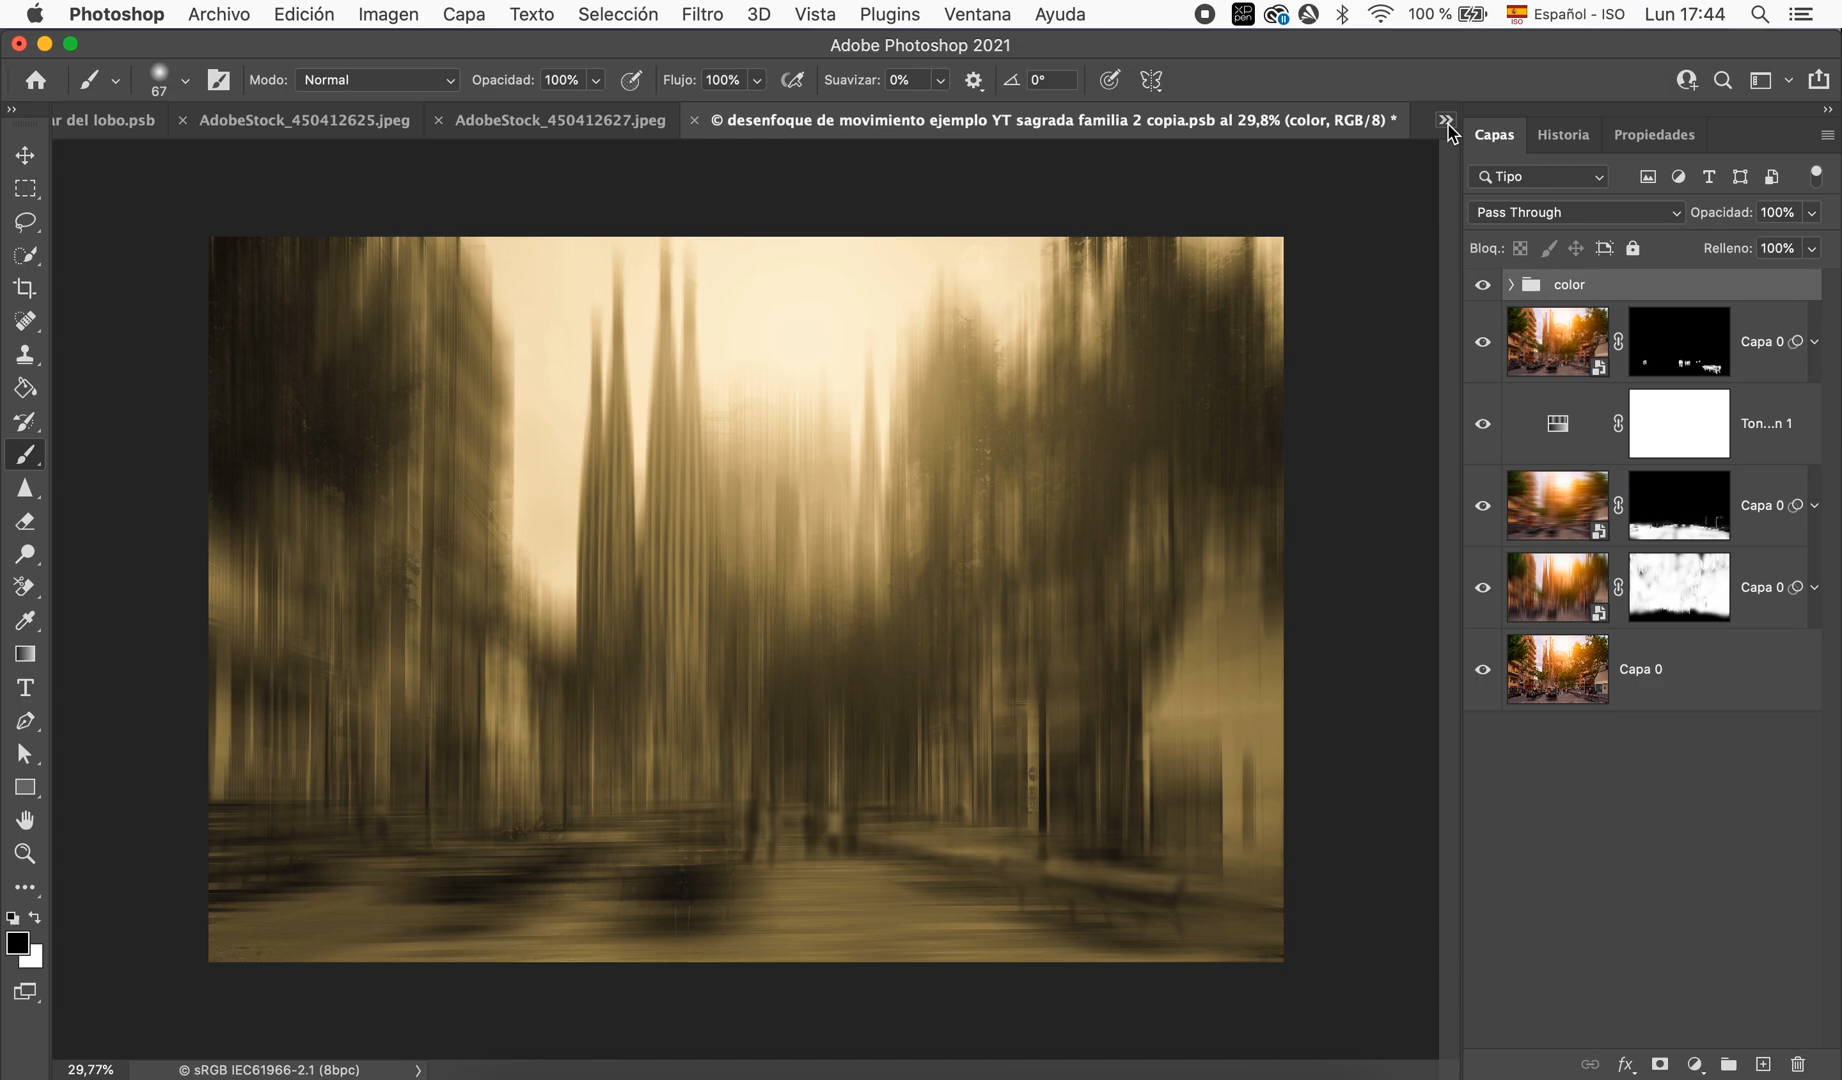 Photoshop Archivo Edición Imagen Capa Texto Selección Filtro 3D Vista Plugins Ventana Ayuda XP pen 100 % ISO Español - ISO Lun 17:44
Adobe Photoshop 2021
67 Modo: Normal Opacidad: 100% Flujo: 100% Suavizar: 0% 0°
r del lobo.psb × AdobeStock_450412625.jpeg × AdobeStock_450412627.jpeg × © desenfoque de movimiento ejemplo YT sagrada familia 2 copia.psb al 29,8% (color, RGB/8) *
Capas Historia Propiedades
Tipo
Pass Through Opacidad: 100%
Bloq.: Relleno: 100%
color
Capa 0
Ton...n 1
Capa 0
Capa 0
Capa 0
29,77% © sRGB IEC61966-2.1 (8bpc)